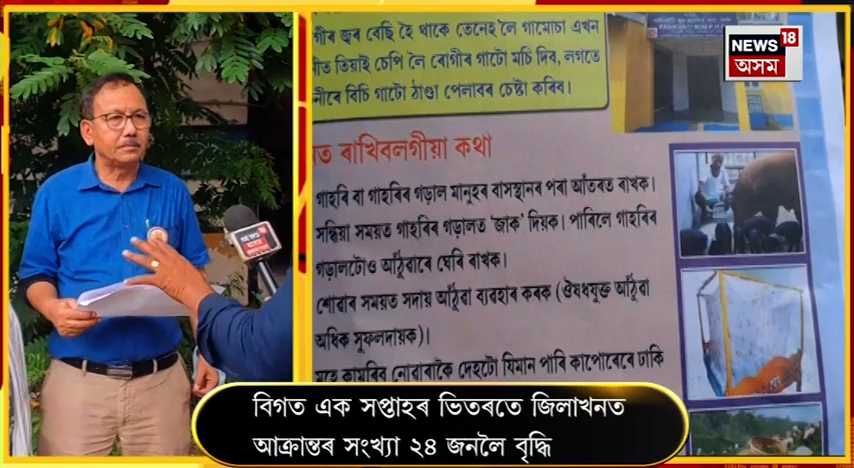 গীৰ জ্বৰ বেছি হৈ থাকে তেনেহ'লৈ গামোচা এখন
তিয়াই চেপি লৈ ৰোগীৰ গাটো মচি দিব, লগতে
বিচি গাটো ঠাণ্ডা পেলাবৰ চেষ্টা কৰিব।
NEWS 18
অসম
ৰাখিবলগীয়া কথা
গাহৰি বা গাহৰিৰ গড়াল মানুহৰ বাসস্থানৰ পৰা আঁতৰত ৰাখক।
সন্ধিয়া সময়ত গাহৰিৰ গড়ালত 'জাক' দিয়ক। পাৰিলে গাহৰিৰ
গড়ালটোও আঁঠুৱাৰে ঘেৰি ৰাখক।
শোৱাৰ সময়ত সদায় আঁঠুৱা ব্যৱহাৰ কৰক (ঔষধযুক্ত আঁঠুৱা
অধিক সুফলদায়ক)।
কামৰিব নোৱাৰাকৈ দেহটো যিমান পাৰি কাপোৰেৰে ঢাকি
বিগত এক সপ্তাহৰ ভিতৰতে জিলাখনত
আক্ৰান্তৰ সংখ্যা ২৪ জনলৈ বৃদ্ধি